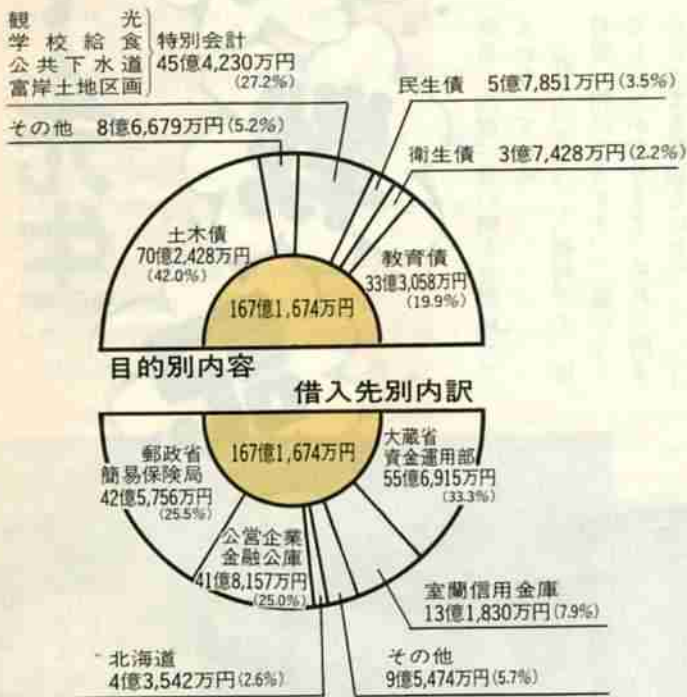 観光
学校給食
公共下水道
富岸土地区画
特別会計
45億4,230万円
(27.2%)
その他 8億6,679万円(5.2%)
民生債 5億7,851万円(3.5%)
衛生債 3億7,428万円(2.2%)
土木債
70億2,428万円
(42.0%)
教育債
33億3,058万円
(19.9%)
167億1,674万円
目的別内容
借入先別内訳
郵政省
簡易保険局
42億5,756万円
(25.5%)
167億1,674万円
大蔵省
資金運用部
55億6,915万円
(33.3%)
公営企業
金融公庫
41億8,157万円
(25.0%)
室蘭信用金庫
13億1,830万円(7.9%)
北海道
4億3,542万円(2.6%)
その他
9億5,474万円(5.7%)